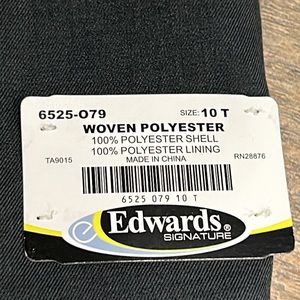 6525-O79 SIZE: 10 T
WOVEN POLYESTER
100% POLYESTER SHELL
100% POLYESTER LINING
TA9015 MADE IN CHINA RN28876
6525 079 10 T
e Edwards®
SIGNATURE